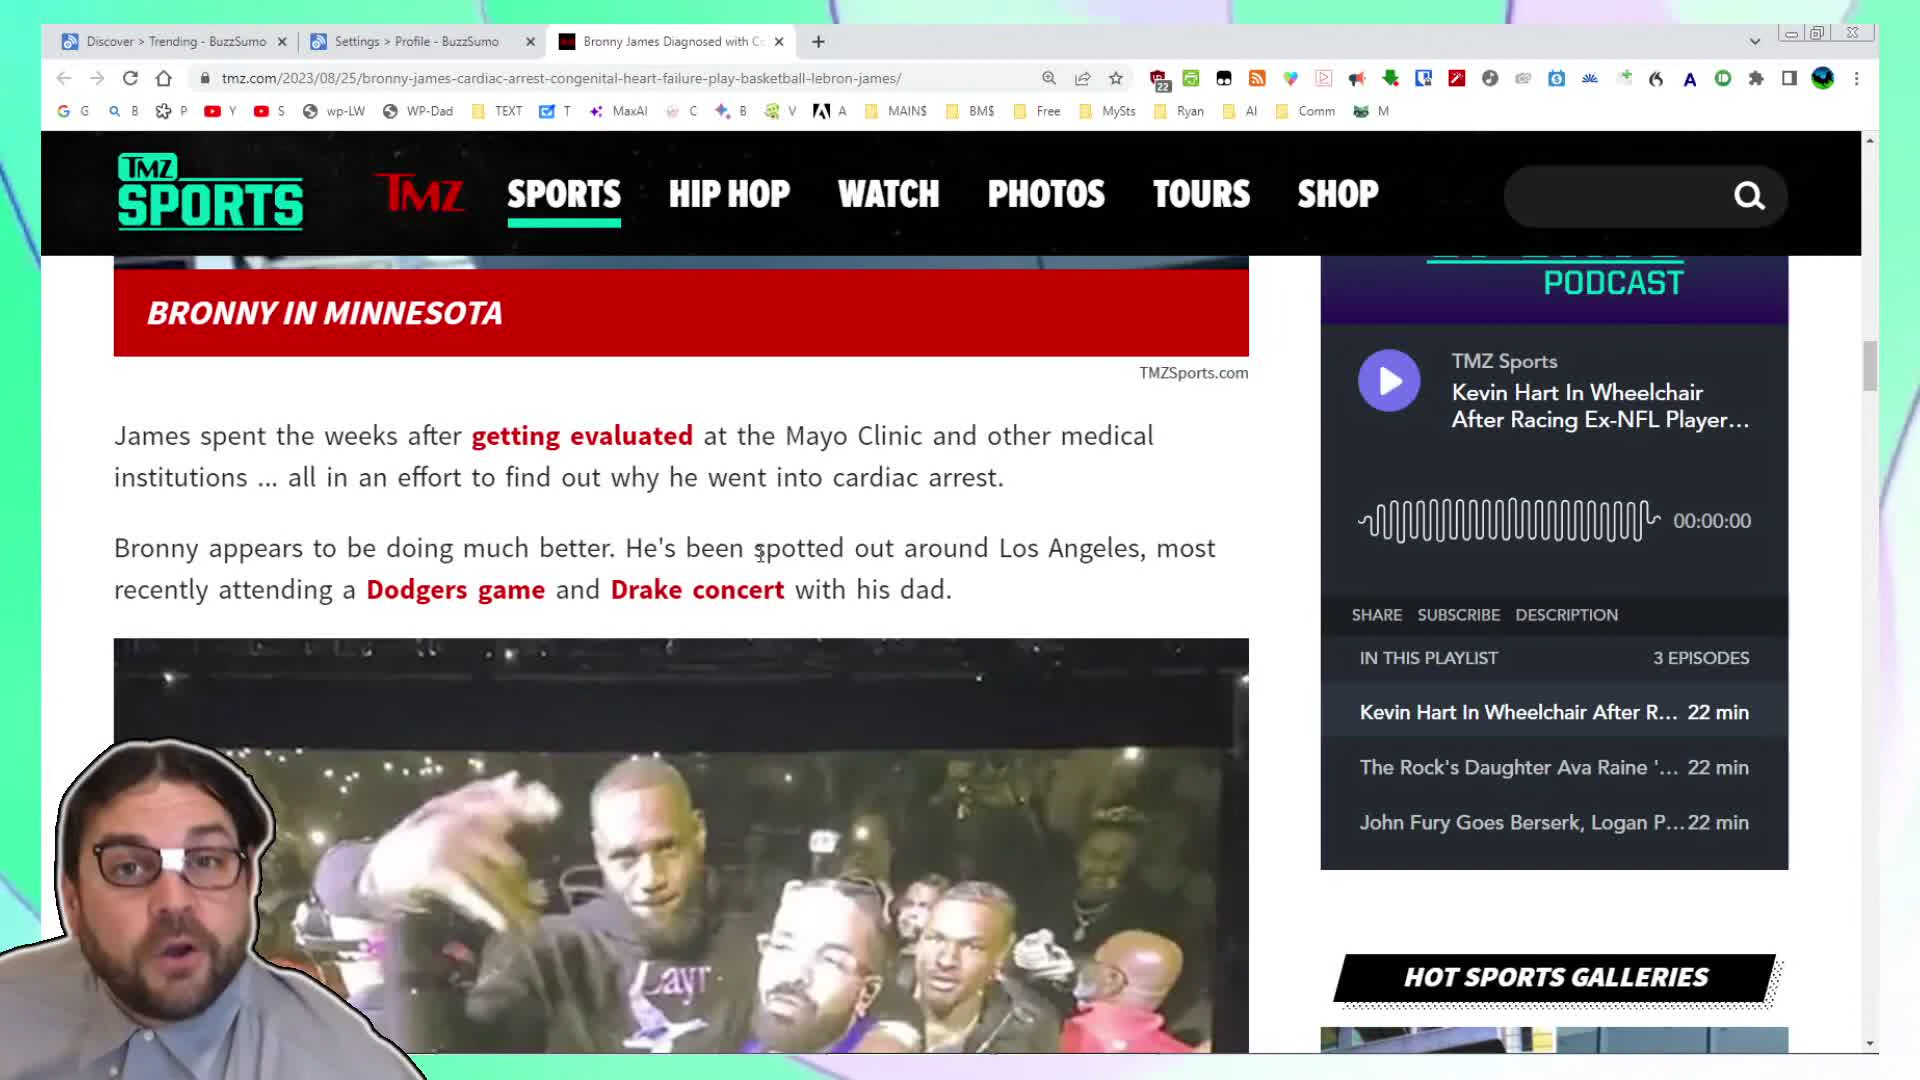 Discover > Trending - BuzzSumo
Settings > Profile - BuzzSumo
Bronny James Diagnosed with Co
tmz.com/2023/08/25/bronny-james-cardiac-arrest-congenital-heart-failure-play-basketball-lebron-james/
22
G
B
P
Y
S
wp-LW
WP-Dad
TEXT
T
MaxAI
C
B
V
A
MAIN$
BM$
Free
MySts
Ryan
AI
Comm
M
TMZ
SPORTS
TMZ
SPORTS
HIP HOP
WATCH
PHOTOS
TOURS
SHOP
BRONNY IN MINNESOTA
TMZSports.com
James spent the weeks after getting evaluated at the Mayo Clinic and other medical
institutions ... all in an effort to find out why he went into cardiac arrest.
Bronny appears to be doing much better. He's been spotted out around Los Angeles, most
recently attending a Dodgers game and Drake concert with his dad.
PODCAST
TMZ Sports
Kevin Hart In Wheelchair
After Racing Ex-NFL Player...
00:00:00
SHARE SUBSCRIBE DESCRIPTION
IN THIS PLAYLIST 3 EPISODES
Kevin Hart In Wheelchair After R... 22 min
The Rock's Daughter Ava Raine '... 22 min
John Fury Goes Berserk, Logan P... 22 min
HOT SPORTS GALLERIES